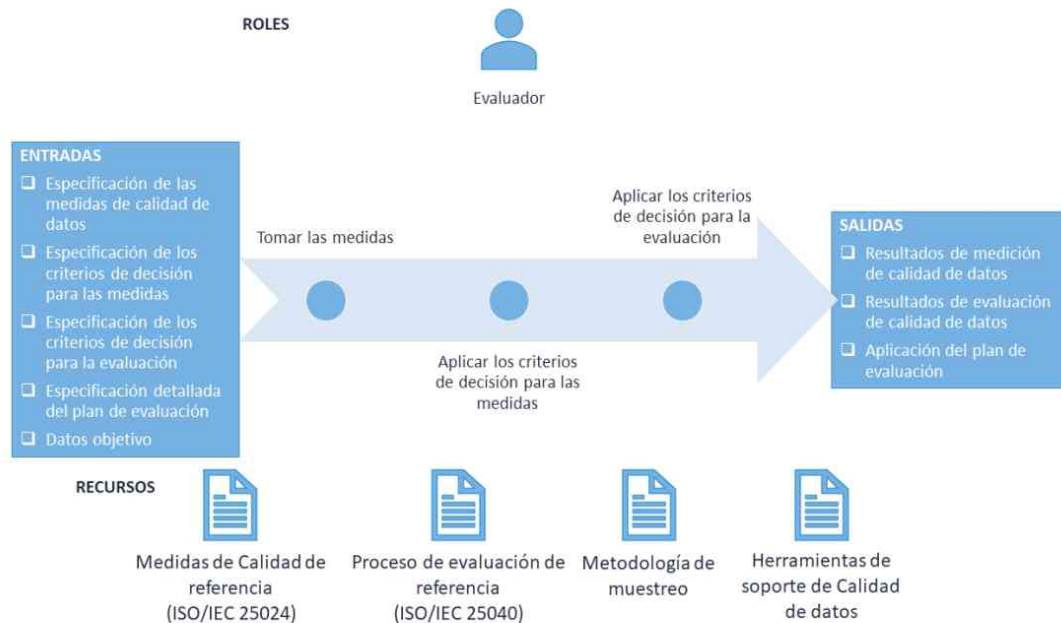 ROLES
Evaluador
ENTRADAS
Especificación de las
medidas de calidad de
datos
Especificación de los
criterios de decisión
para las medidas
Especificación de los
criterios de decisión
para la evaluación
Especificación detallada
del plan de evaluación
Datos objetivo
Tomar las medidas
Aplicar los criterios
de decisión para las
medidas
Aplicar los criterios
de decisión para la
evaluación
SALIDAS
Resultados de medición
de calidad de datos
Resultados de evaluación
de calidad de datos
Aplicación del plan de
evaluación
RECURSOS
Medidas de Calidad de
referencia
(ISO/IEC 25024)
Proceso de evaluación de
referencia
(ISO/IEC 25040)
Metodología de
muestreo
Herramientas de
soporte de Calidad
de datos